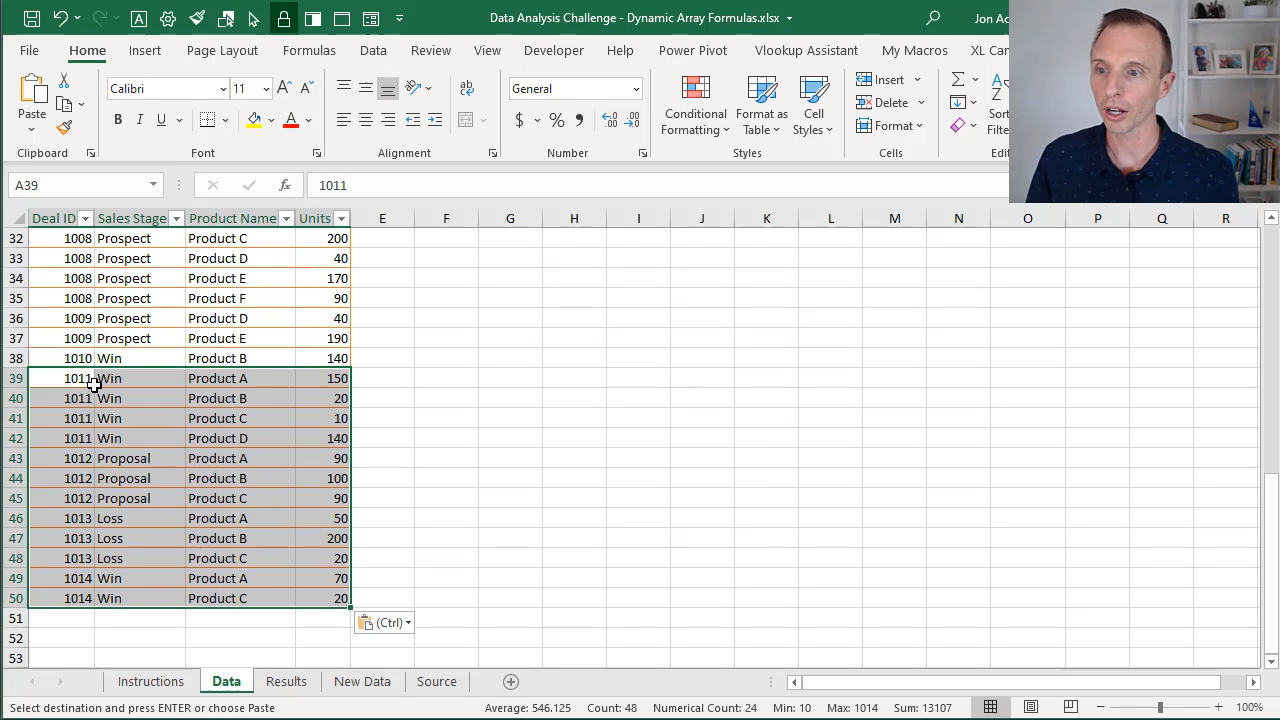 Data Analysis Challenge - Dynamic Array Formulas.xlsx
Jon Ac
File Home Insert Page Layout Formulas Data Review View Developer Help Power Pivot Vlookup Assistant My Macros XL Can
Paste
Calibri 11
General
Conditional Formatting
Format as Table
Cell Styles
Insert
Delete
Format
Clipboard Font Alignment Number Styles Cells
A39 1011
Deal ID Sales Stage Product Name Units E F G H I J K L M N O P Q R
32 1008 Prospect Product C 200
33 1008 Prospect Product D 40
34 1008 Prospect Product E 170
35 1008 Prospect Product F 90
36 1009 Prospect Product D 40
37 1009 Prospect Product E 190
38 1010 Win Product B 140
39 1011 Win Product A 150
40 1011 Win Product B 20
41 1011 Win Product C 10
42 1011 Win Product D 140
43 1012 Proposal Product A 90
44 1012 Proposal Product B 100
45 1012 Proposal Product C 90
46 1013 Loss Product A 50
47 1013 Loss Product B 200
48 1013 Loss Product C 20
49 1014 Win Product A 70
50 1014 Win Product C 20
51
(Ctrl)
52
53
Instructions Data Results New Data Source
Select destination and press ENTER or choose Paste Average: 546.125 Count: 48 Numerical Count: 24 Min: 10 Max: 1014 Sum: 13107 100%